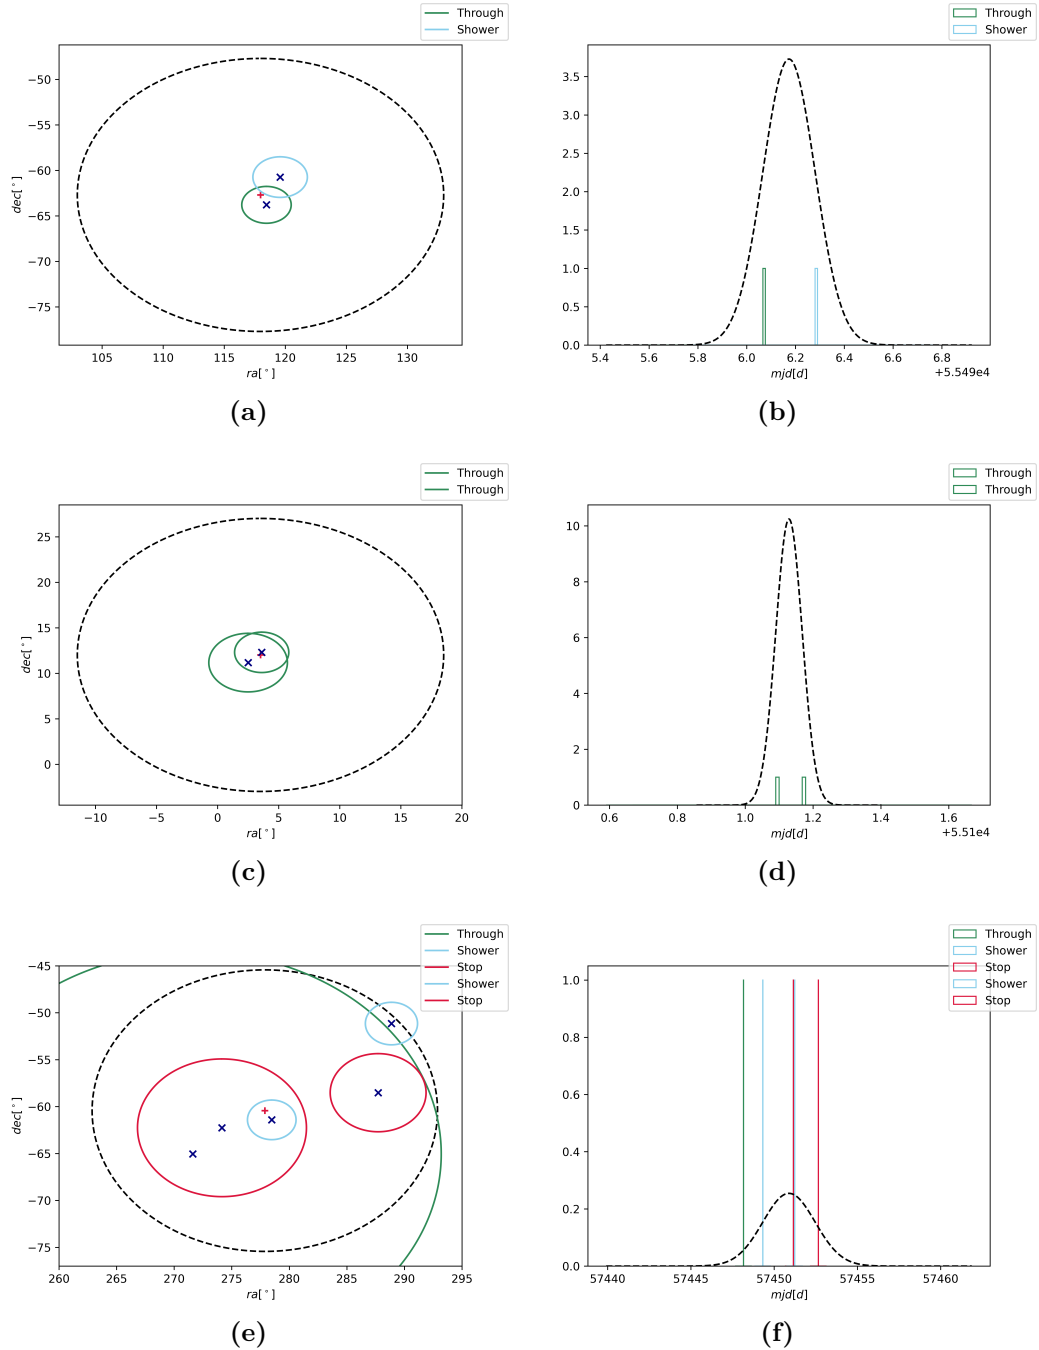 Through
Shower
−50
−55
−60
−65
−70
−75
dec[°]
105 110 115 120 125 130
ra[°]
(a)
Through
Shower
3.5
3.0
2.5
2.0
1.5
1.0
0.5
0.0
5.4 5.6 5.8 6.0 6.2 6.4 6.6 6.8
mjd[d]
+5.549e4
(b)
Through
Through
25
20
15
10
5
0
dec[°]
−10 −5 0 5 10 15 20
ra[°]
(c)
Through
Through
10
8
6
4
2
0
0.6 0.8 1.0 1.2 1.4 1.6
mjd[d]
+5.51e4
(d)
Through
Shower
Stop
Shower
Stop
−45
−50
−55
−60
−65
−70
−75
dec[°]
260 265 270 275 280 285 290 295
ra[°]
(e)
Through
Shower
Stop
Shower
Stop
1.0
0.8
0.6
0.4
0.2
0.0
57440 57445 57450 57455 57460
mjd[d]
(f)